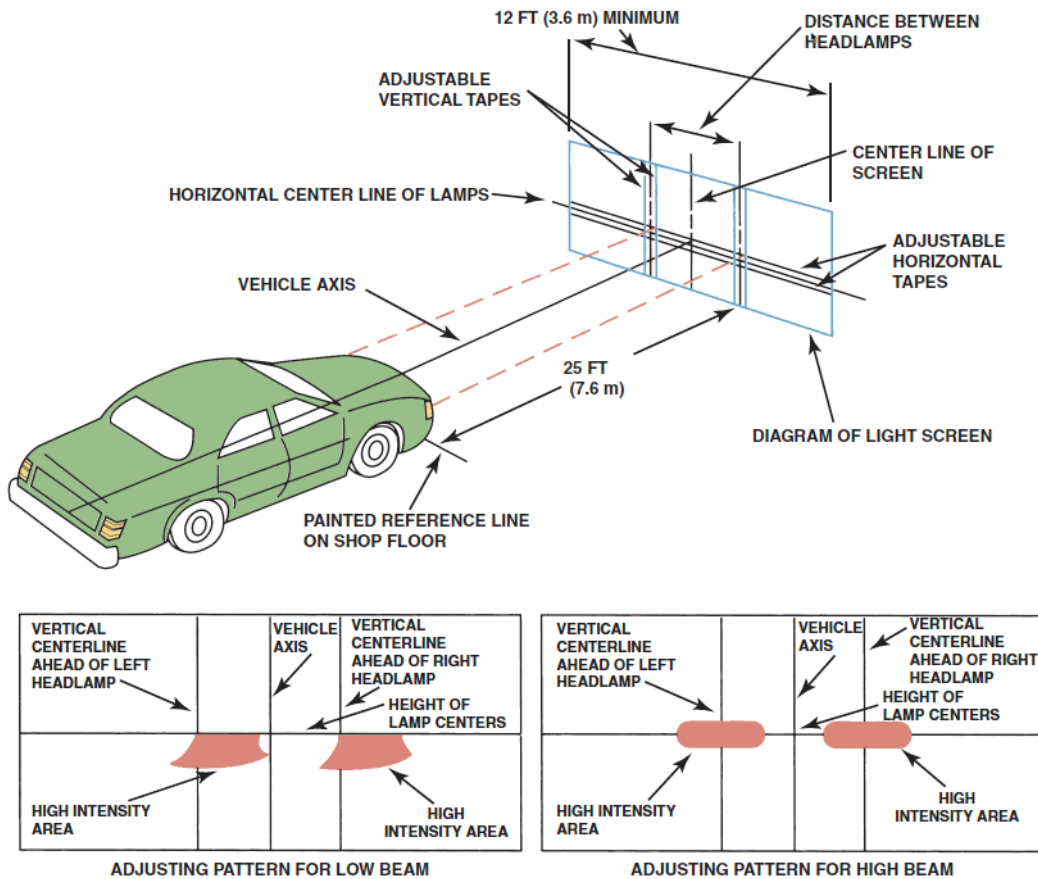 12 FT (3.6 m) MINIMUM
DISTANCE BETWEEN
HEADLAMPS
ADJUSTABLE
VERTICAL TAPES
CENTER LINE OF
SCREEN
HORIZONTAL CENTER LINE OF LAMPS
ADJUSTABLE
HORIZONTAL
TAPES
VEHICLE AXIS
25 FT
(7.6 m)
DIAGRAM OF LIGHT SCREEN
PAINTED REFERENCE LINE
ON SHOP FLOOR
VERTICAL
CENTERLINE
AHEAD OF LEFT
HEADLAMP
VEHICLE
AXIS
VERTICAL
CENTERLINE
AHEAD OF RIGHT
HEADLAMP
HEIGHT OF
LAMP CENTERS
HIGH INTENSITY
AREA
HIGH
INTENSITY AREA
ADJUSTING PATTERN FOR LOW BEAM
VERTICAL
CENTERLINE
AHEAD OF LEFT
HEADLAMP
VEHICLE
AXIS
VERTICAL
CENTERLINE
AHEAD OF RIGHT
HEADLAMP
HEIGHT OF
LAMP CENTERS
HIGH INTENSITY
AREA
HIGH
INTENSITY AREA
ADJUSTING PATTERN FOR HIGH BEAM